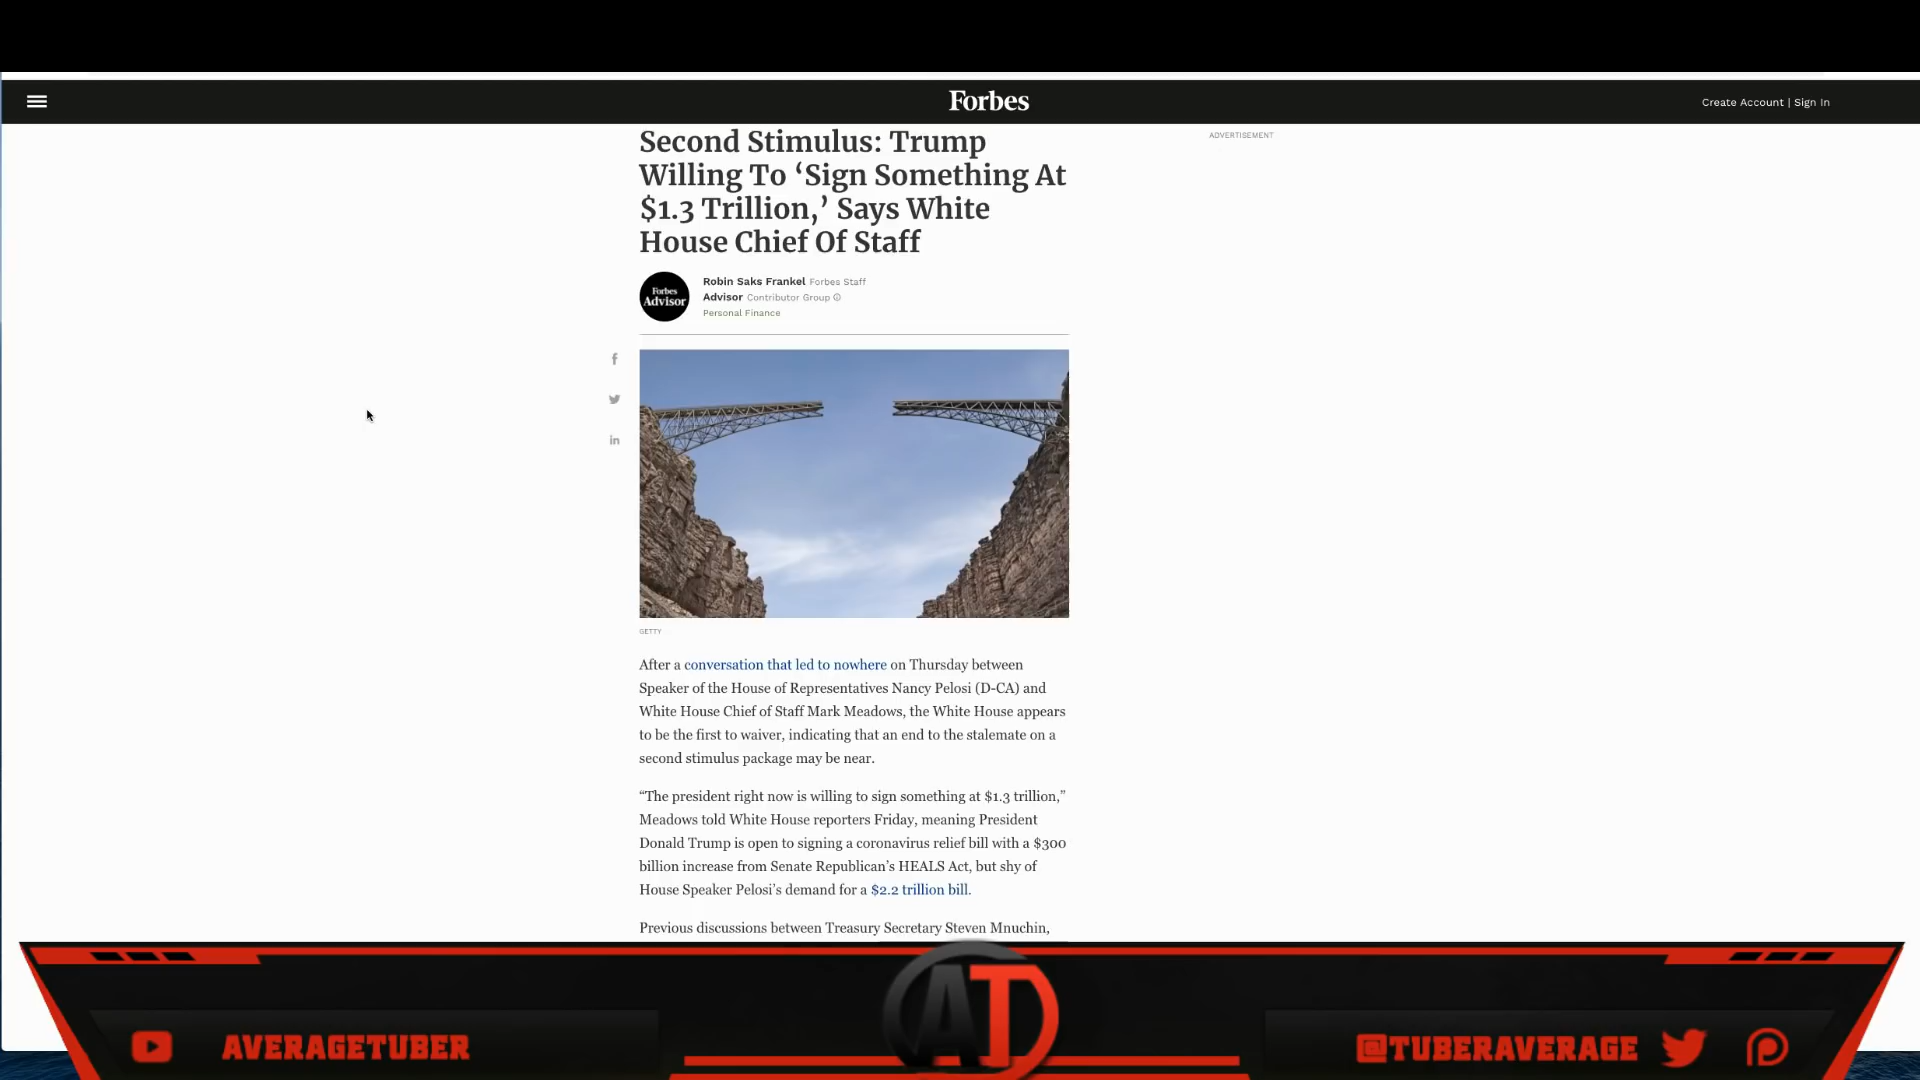 Forbes
Create Account | Sign In
ADVERTISEMENT
Second Stimulus: Trump
Willing To ‘Sign Something At
$1.3 Trillion,’ Says White
House Chief Of Staff
Forbes
Advisor
Robin Saks Frankel Forbes Staff
Advisor Contributor Group
Personal Finance
GETTY
After a conversation that led to nowhere on Thursday between
Speaker of the House of Representatives Nancy Pelosi (D-CA) and
White House Chief of Staff Mark Meadows, the White House appears
to be the first to waiver, indicating that an end to the stalemate on a
second stimulus package may be near.
“The president right now is willing to sign something at $1.3 trillion,”
Meadows told White House reporters Friday, meaning President
Donald Trump is open to signing a coronavirus relief bill with a $300
billion increase from Senate Republican’s HEALS Act, but shy of
House Speaker Pelosi’s demand for a $2.2 trillion bill.
Previous discussions between Treasury Secretary Steven Mnuchin,
AT
AVERAGETUBER
@TUBERAVERAGE